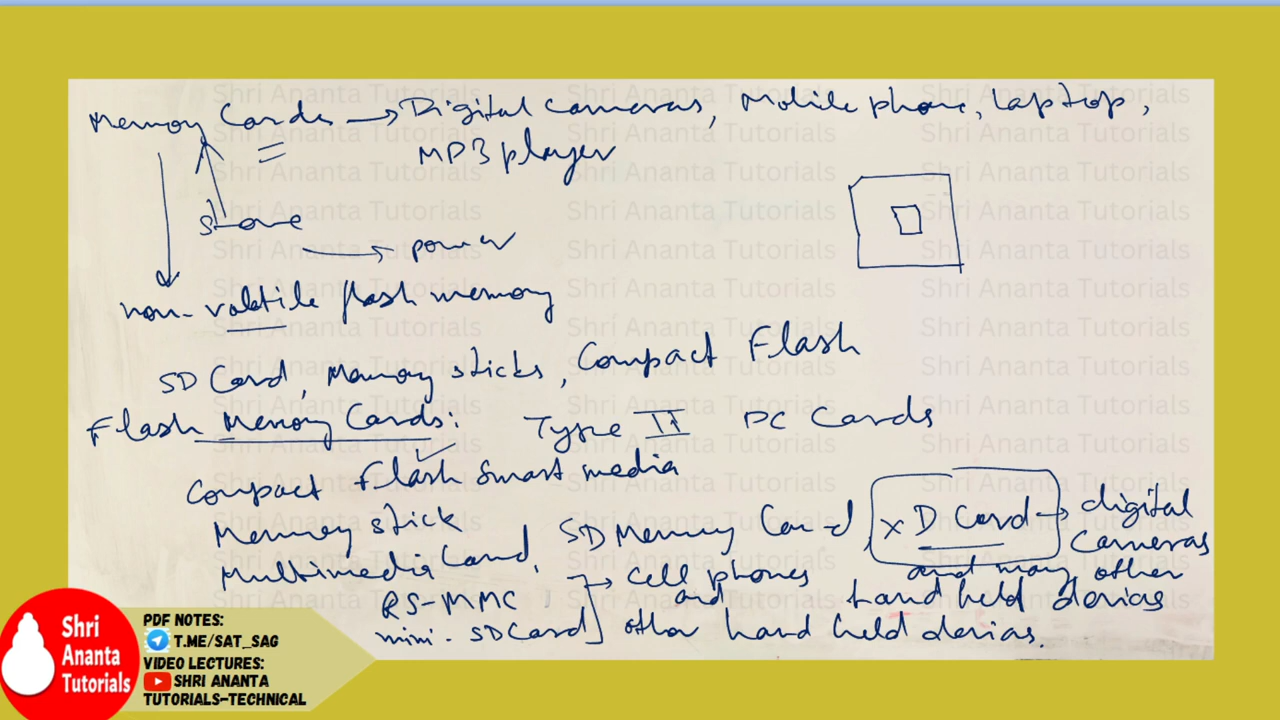 Memory Cards → Digital cameras, Mobile phone, laptop,
MP3 player
store
→ power
non-volatile flash memory
SD Card, Memory sticks, Compact Flash
Flash Memory Cards: Type II PC Cards
Compact Flash Smart media
Memory stick
SD Memory Card, XD Card → digital
cameras
Multimedia Card,
and many other
RS-MMC
→ cell phones
and
hand held devices
mini-SD Card
other hand held devices.
Shri
Ananta
Tutorials
PDF NOTES:
T.ME/SAT_SAG
VIDEO LECTURES:
SHRI ANANTA
TUTORIALS-TECHNICAL
Shri Ananta Tutorials